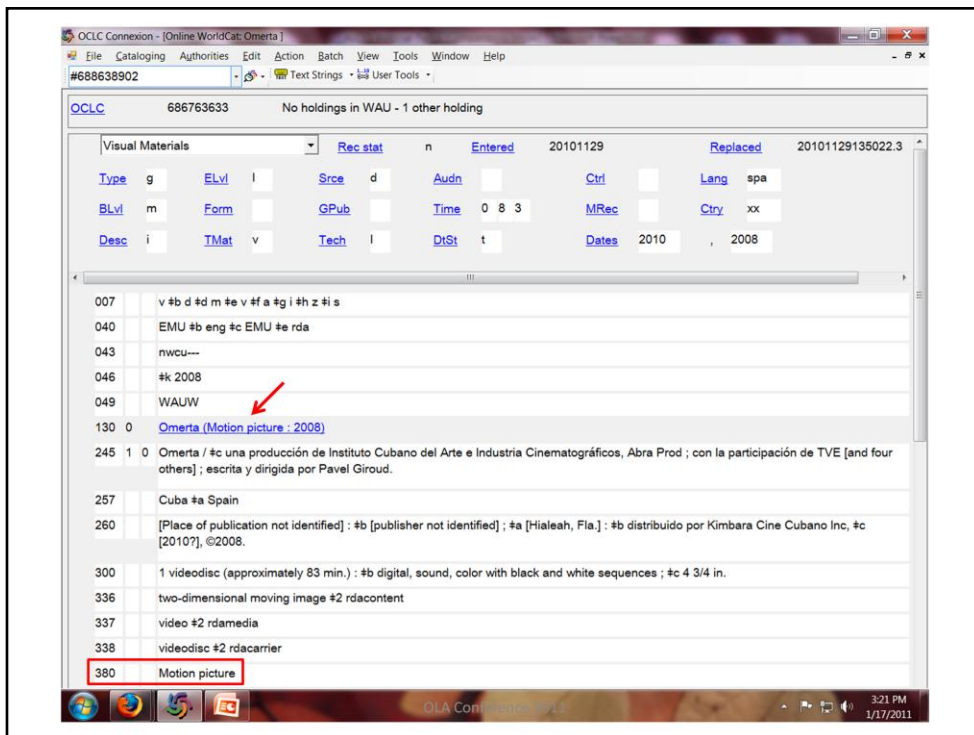 OCLC Connexion - [Online WorldCat: Omerta ]
File Cataloging Authorities Edit Action Batch View Tools Window Help
#688638902 Text Strings User Tools
OCLC 686763633 No holdings in WAU - 1 other holding
Visual Materials Rec stat n Entered 20101129 Replaced 20101129135022.3
Type g ELvl I Srce d Audn Ctrl Lang spa
BLvl m Form GPub Time 0 8 3 MRec Ctry xx
Desc i TMat v Tech l DtSt t Dates 2010 , 2008
007 v ‡b d ‡d m ‡e v ‡f a ‡g i ‡h z ‡i s
040 EMU ‡b eng ‡c EMU ‡e rda
043 nwcu---
046 ‡k 2008
049 WAUW
130 0 Omerta (Motion picture : 2008)
245 1 0 Omerta / ‡c una producción de Instituto Cubano del Arte e Industria Cinematográficos, Abra Prod ; con la participación de TVE [and four
others] ; escrita y dirigida por Pavel Giroud.
257 Cuba ‡a Spain
260 [Place of publication not identified] : ‡b [publisher not identified] ; ‡a [Hialeah, Fla.] : ‡b distribuido por Kimbara Cine Cubano Inc, ‡c
[2010?], ©2008.
300 1 videodisc (approximately 83 min.) : ‡b digital, sound, color with black and white sequences ; ‡c 4 3/4 in.
336 two-dimensional moving image ‡2 rdacontent
337 video ‡2 rdamedia
338 videodisc ‡2 rdacarrier
380 Motion picture
OLA Conference 2011
3:21 PM
1/17/2011